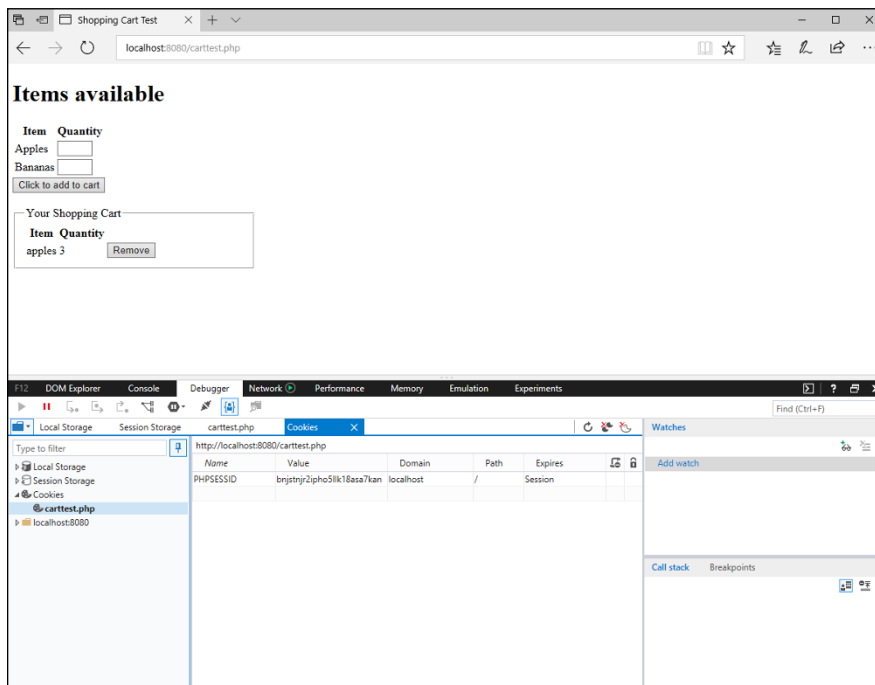 Shopping Cart Test
localhost:8080/carttest.php
Items available
Item Quantity
Apples
Bananas
Click to add to cart
Your Shopping Cart
Item Quantity
apples 3 Remove
F12 DOM Explorer Console Debugger Network Performance Memory Emulation Experiments
Find (Ctrl+F)
Local Storage Session Storage carttest.php Cookies Watches
Type to filter http://localhost:8080/carttest.php
Name Value Domain Path Expires
Add watch
Local Storage
PHPSESSID bnjstnjr2ipho5llk18asa7kan localhost / Session
Session Storage
Cookies
carttest.php
localhost:8080
Call stack Breakpoints